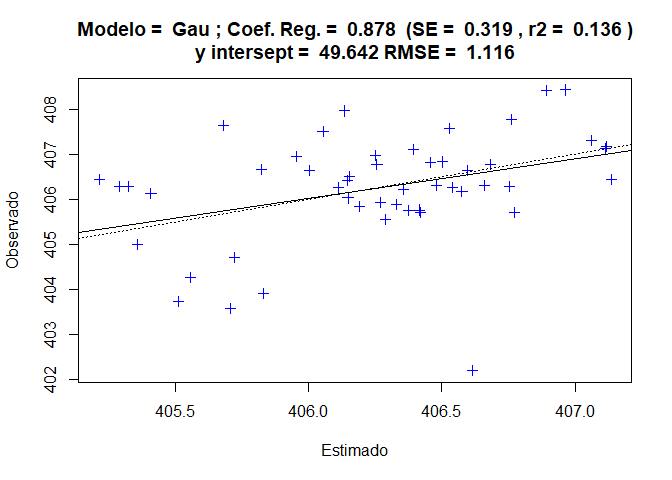 Modelo = Gau ; Coef. Reg. = 0.878 (SE = 0.319 , r2 = 0.136 )
y intersept = 49.642 RMSE = 1.116
408
407
406
405
404
403
402
Observado
405.5 406.0 406.5 407.0
Estimado